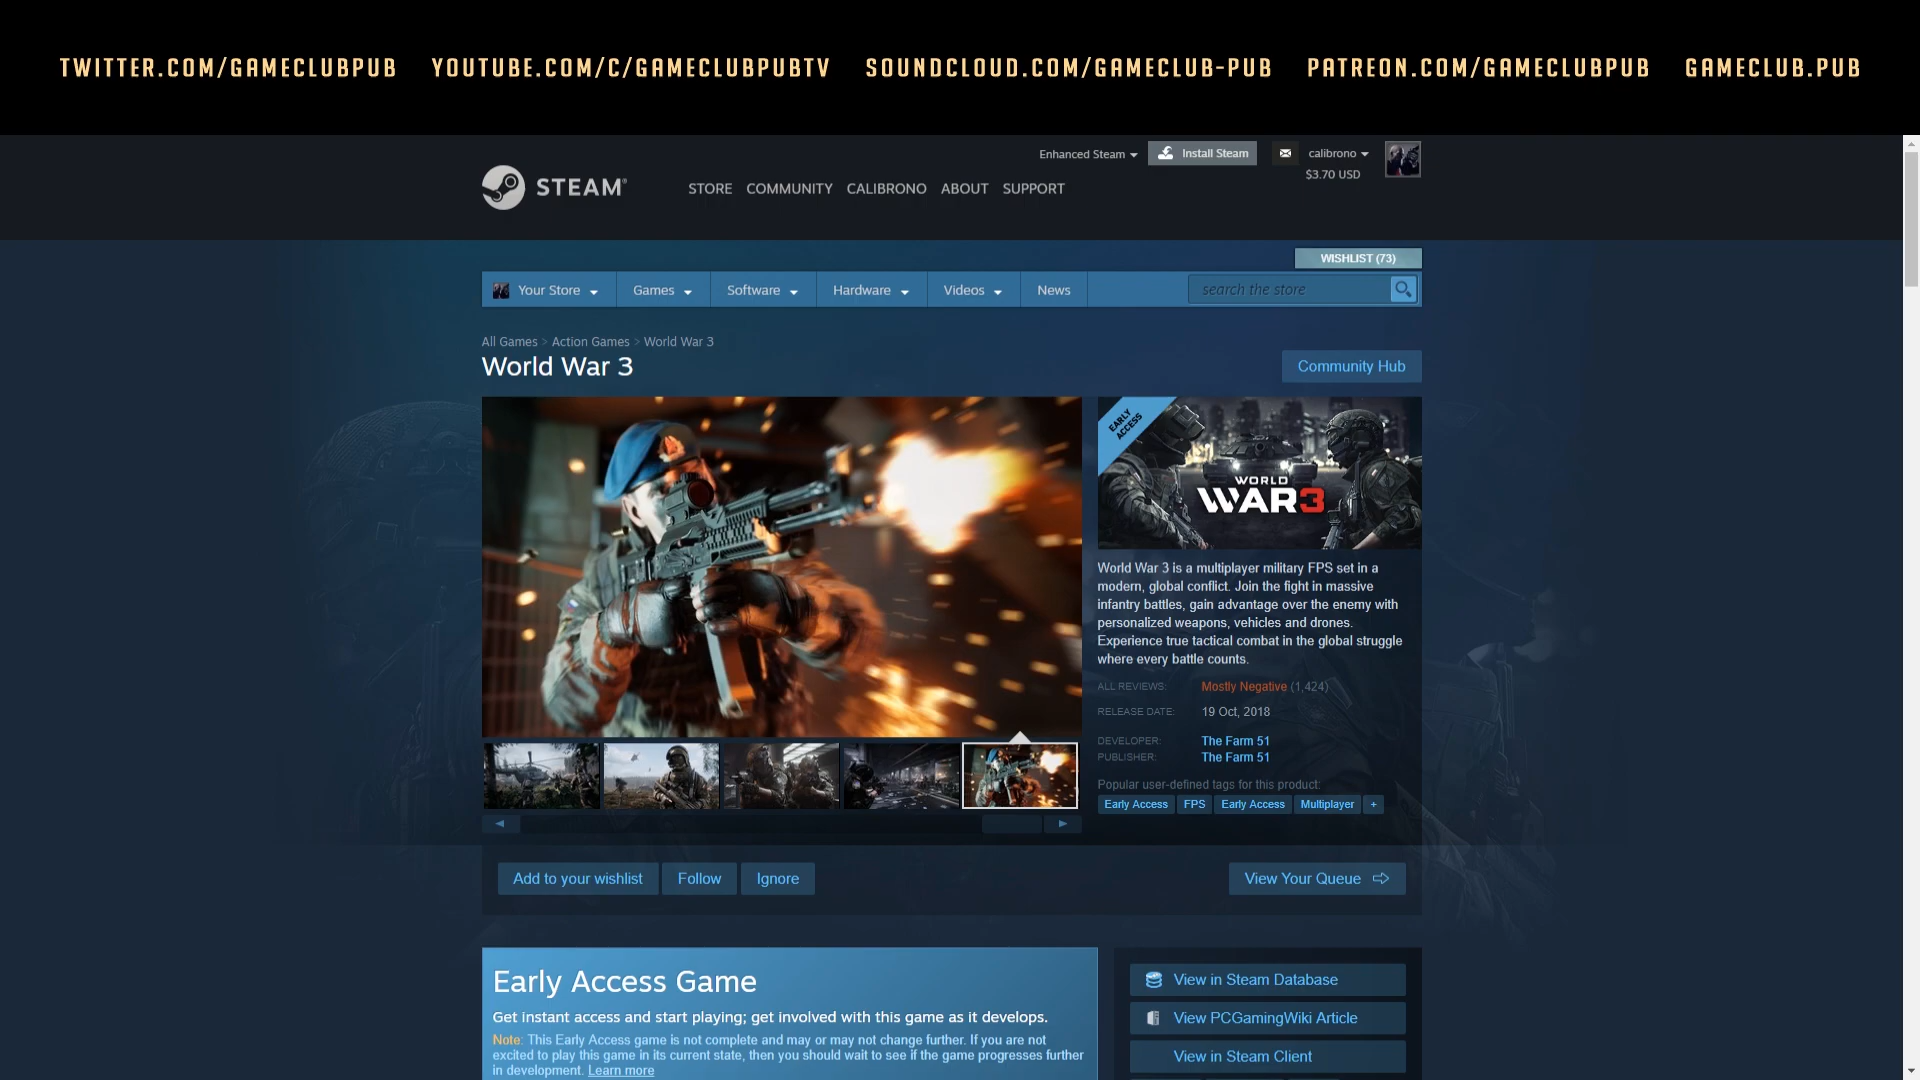 TWITTER.COM/GAMECLUBPUB YOUTUBE.COM/C/GAMECLUBPUBTV SOUNDCLOUD.COM/GAMECLUB-PUB PATREON.COM/GAMECLUBPUB GAMECLUB.PUB
Enhanced Steam Install Steam calibrono
$3.70 USD
STEAM® STORE COMMUNITY CALIBRONO ABOUT SUPPORT
WISHLIST (73)
Your Store Games Software Hardware Videos News search the store
All Games > Action Games > World War 3
World War 3
Community Hub
EARLY
ACCESS
WORLD
WAR3
World War 3 is a multiplayer military FPS set in a
modern, global conflict. Join the fight in massive
infantry battles, gain advantage over the enemy with
personalized weapons, vehicles and drones.
Experience true tactical combat in the global struggle
where every battle counts.
ALL REVIEWS: Mostly Negative (1,424)
RELEASE DATE: 19 Oct, 2018
DEVELOPER: The Farm 51
PUBLISHER: The Farm 51
Popular user-defined tags for this product:
Early Access FPS Early Access Multiplayer +
Add to your wishlist Follow Ignore View Your Queue
Early Access Game
Get instant access and start playing; get involved with this game as it develops.
Note: This Early Access game is not complete and may or may not change further. If you are not
excited to play this game in its current state, then you should wait to see if the game progresses further
in development. Learn more
View in Steam Database
View PCGamingWiki Article
View in Steam Client